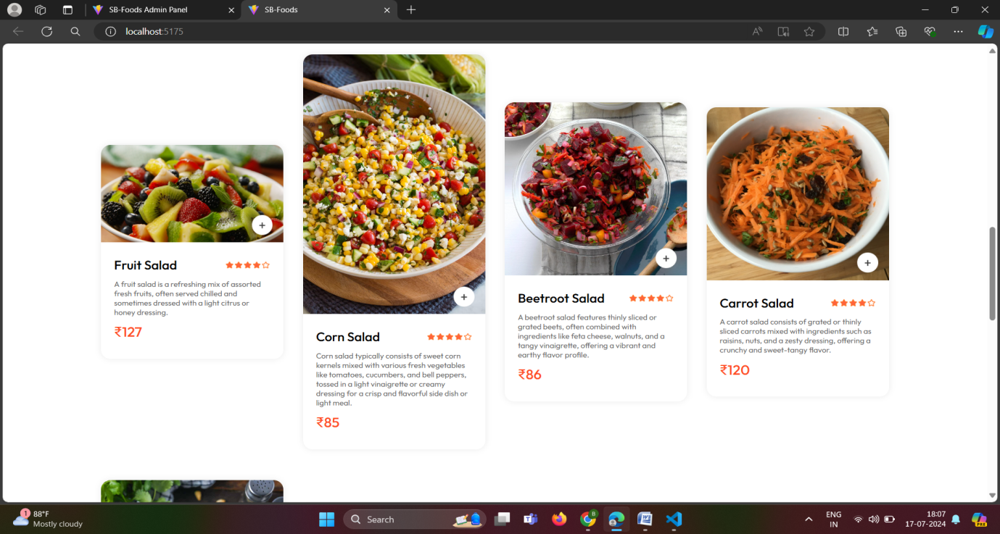 SB-Foods Admin Panel
SB-Foods
localhost:5175
Fruit Salad
A fruit salad is a refreshing mix of assorted
fresh fruits, often served chilled and
sometimes dressed with a light citrus or
honey dressing.
₹127
Corn Salad
Corn salad typically consists of sweet corn
kernels mixed with various fresh vegetables
like tomatoes, cucumbers, and bell peppers,
tossed in a light vinaigrette or creamy
dressing for a crisp and flavorful side dish or
light meal.
₹85
Beetroot Salad
A beetroot salad features thinly sliced or
grated beets, often combined with
ingredients like feta cheese, walnuts, and a
tangy vinaigrette, offering a vibrant and
earthy flavor profile.
₹86
Carrot Salad
A carrot salad consists of grated or thinly
sliced carrots mixed with ingredients such as
raisins, nuts, and a zesty dressing, offering a
crunchy and sweet-tangy flavor.
₹120
1
88°F
Mostly cloudy
Search
B
ENG
IN
18:07
17-07-2024
PRE